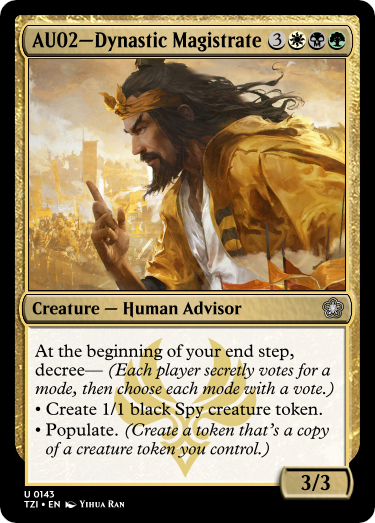 AU02—Dynastic Magistrate 3
Creature — Human Advisor
At the beginning of your end step,
decree— (Each player secretly votes for a
mode, then choose each mode with a vote.)
• Create 1/1 black Spy creature token.
• Populate. (Create a token that's a copy
of a creature token you control.)
3/3
U 0143
TZI • EN Yihua Ran